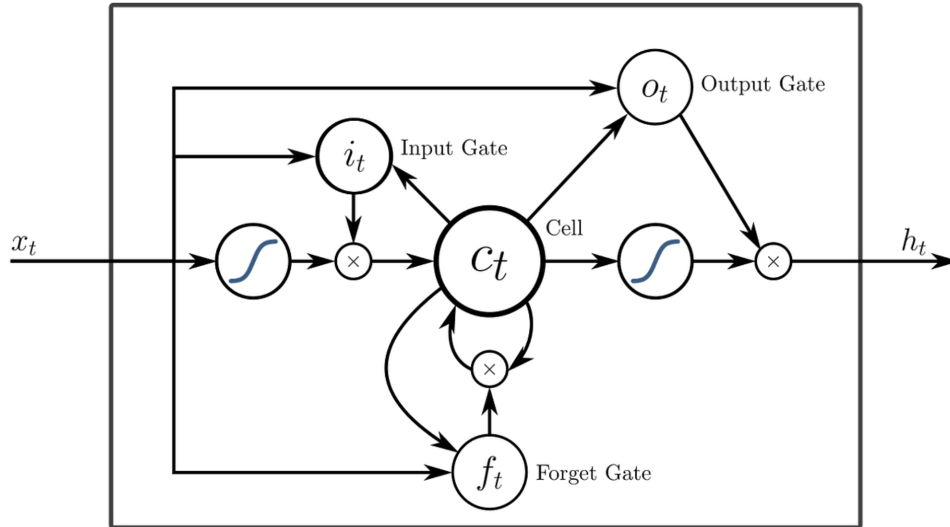 o_t Output Gate
i_t Input Gate
x_t
×
c_t
Cell
×
h_t
×
f_t Forget Gate